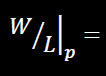 W/L|p =